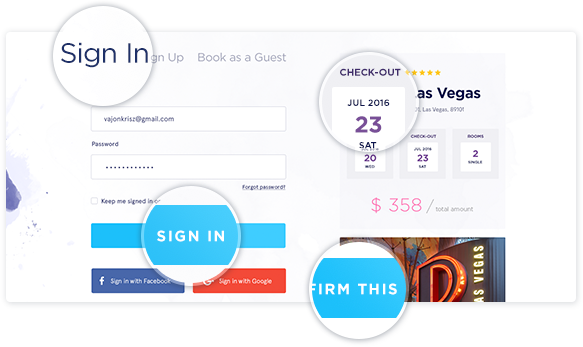 Sign In
gn Up
Book as a Guest
vajonkrisz@gmail.com
Password
Forgot password?
Keep me signed in
SIGN IN
Sign in with Facebook
Sign in with Google
CHECK-OUT
JUL 2016
23
SAT
as Vegas
Las Vegas, 89101
20
WED
CHECK-OUT
JUL 2016
23
SAT
ROOMS
2
SINGLE
$ 358 / total amount
R
LAS VEGAS
FIRM THIS